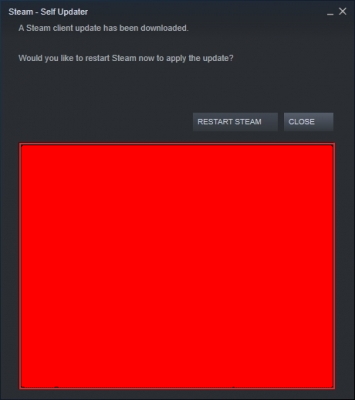 Steam - Self Updater
A Steam client update has been downloaded.
Would you like to restart Steam now to apply the update?
RESTART STEAM CLOSE